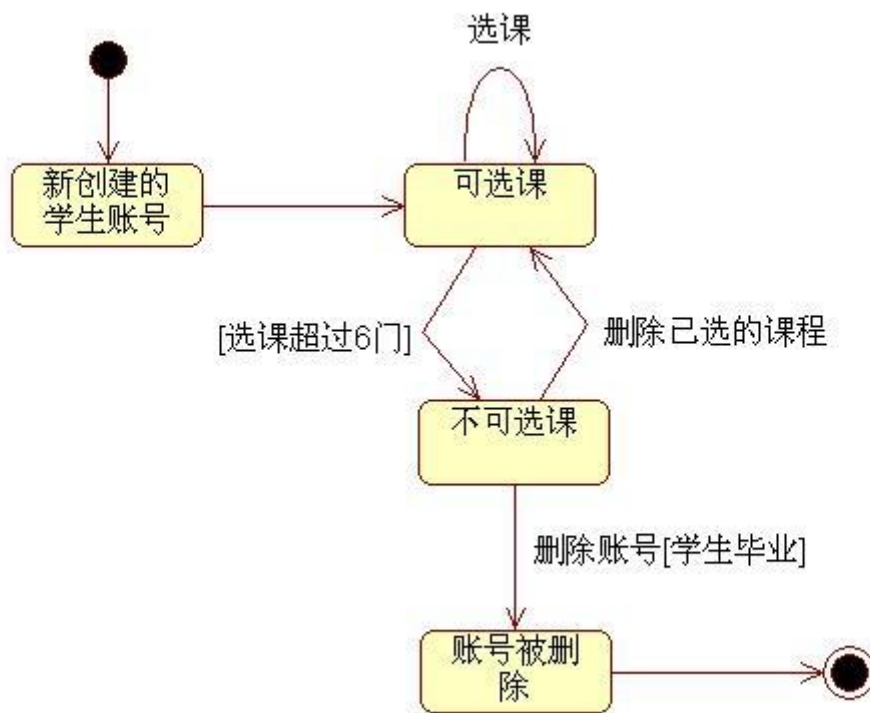 选课
新创建的
学生账号
可选课
[选课超过6门]
删除已选的课程
不可选课
删除账号[学生毕业]
账号被删
除